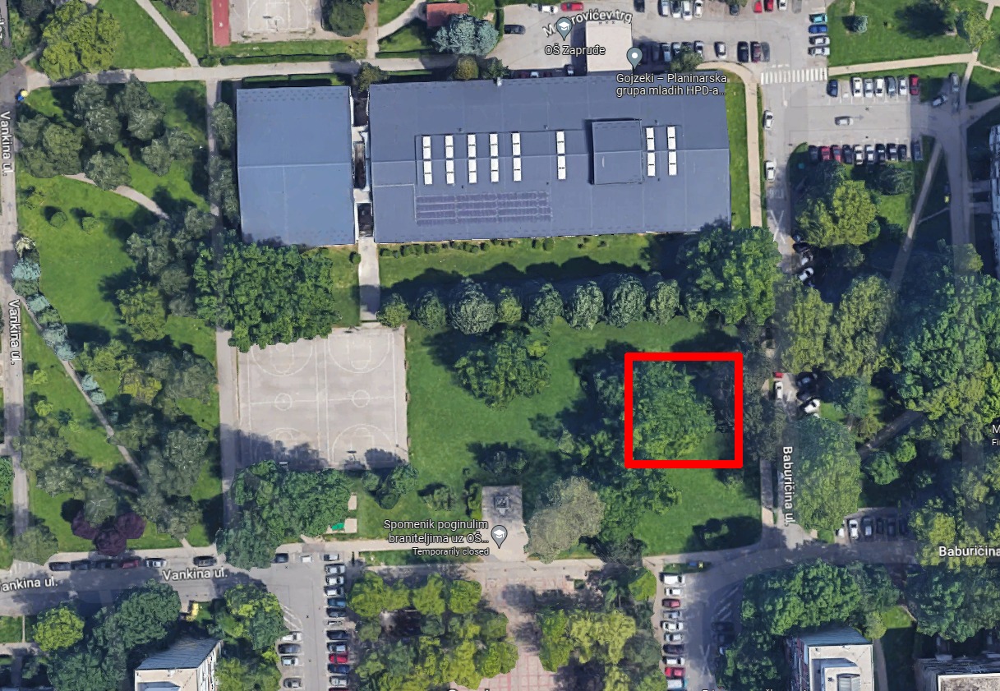 OŠ Zapruđe
Gojzeki – Planinarska
grupa mladih HPD-a...
Vankina ul.
Vankina ul.
Baburičina ul.
Spomenik poginulim
braniteljima uz OŠ...
Temporarily closed
Vankina ul.
Baburičina